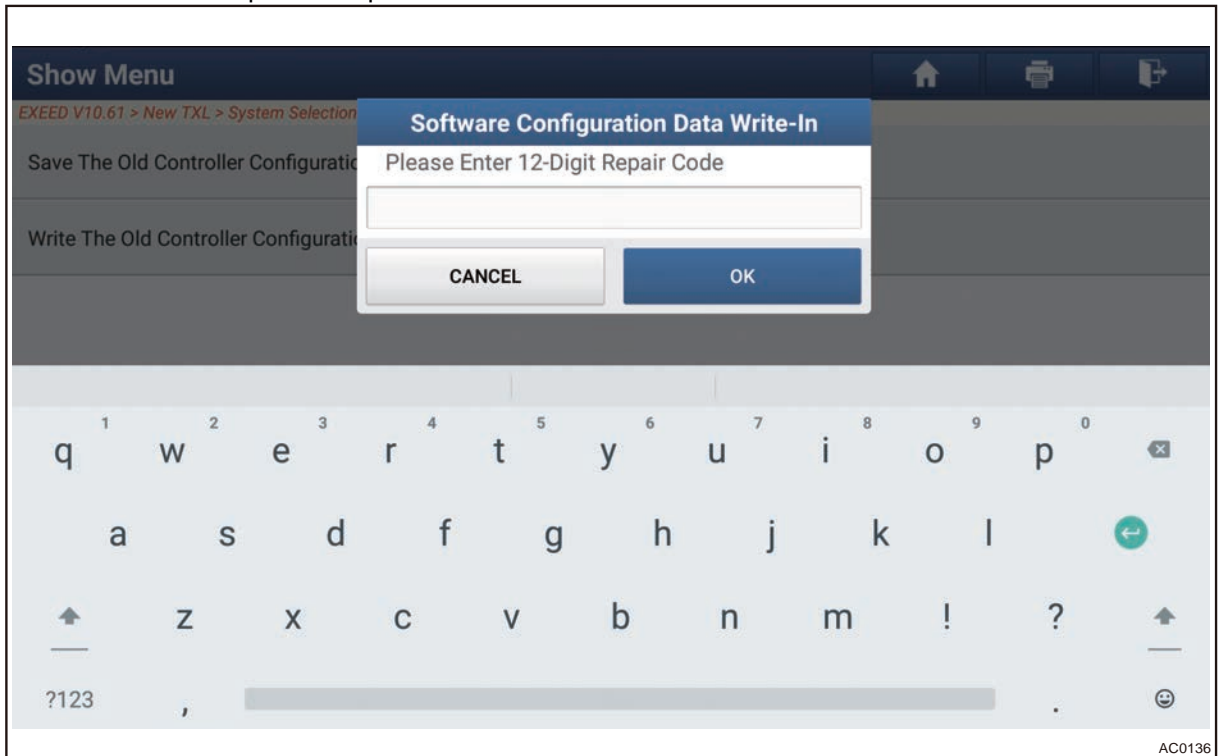 Show Menu
EXEED V10.61 > New TXL > System Selection
Software Configuration Data Write-In
Save The Old Controller
Please Enter 12-Digit Repair Code
Write The Old Controller
CANCEL
OK
q 1 w 2 e 3 r 4 t 5 y 6 u 7 i 8 o 9 p 0
a s d f g h j k l
z x c v b n m ! ?
?123 , .
AC0136